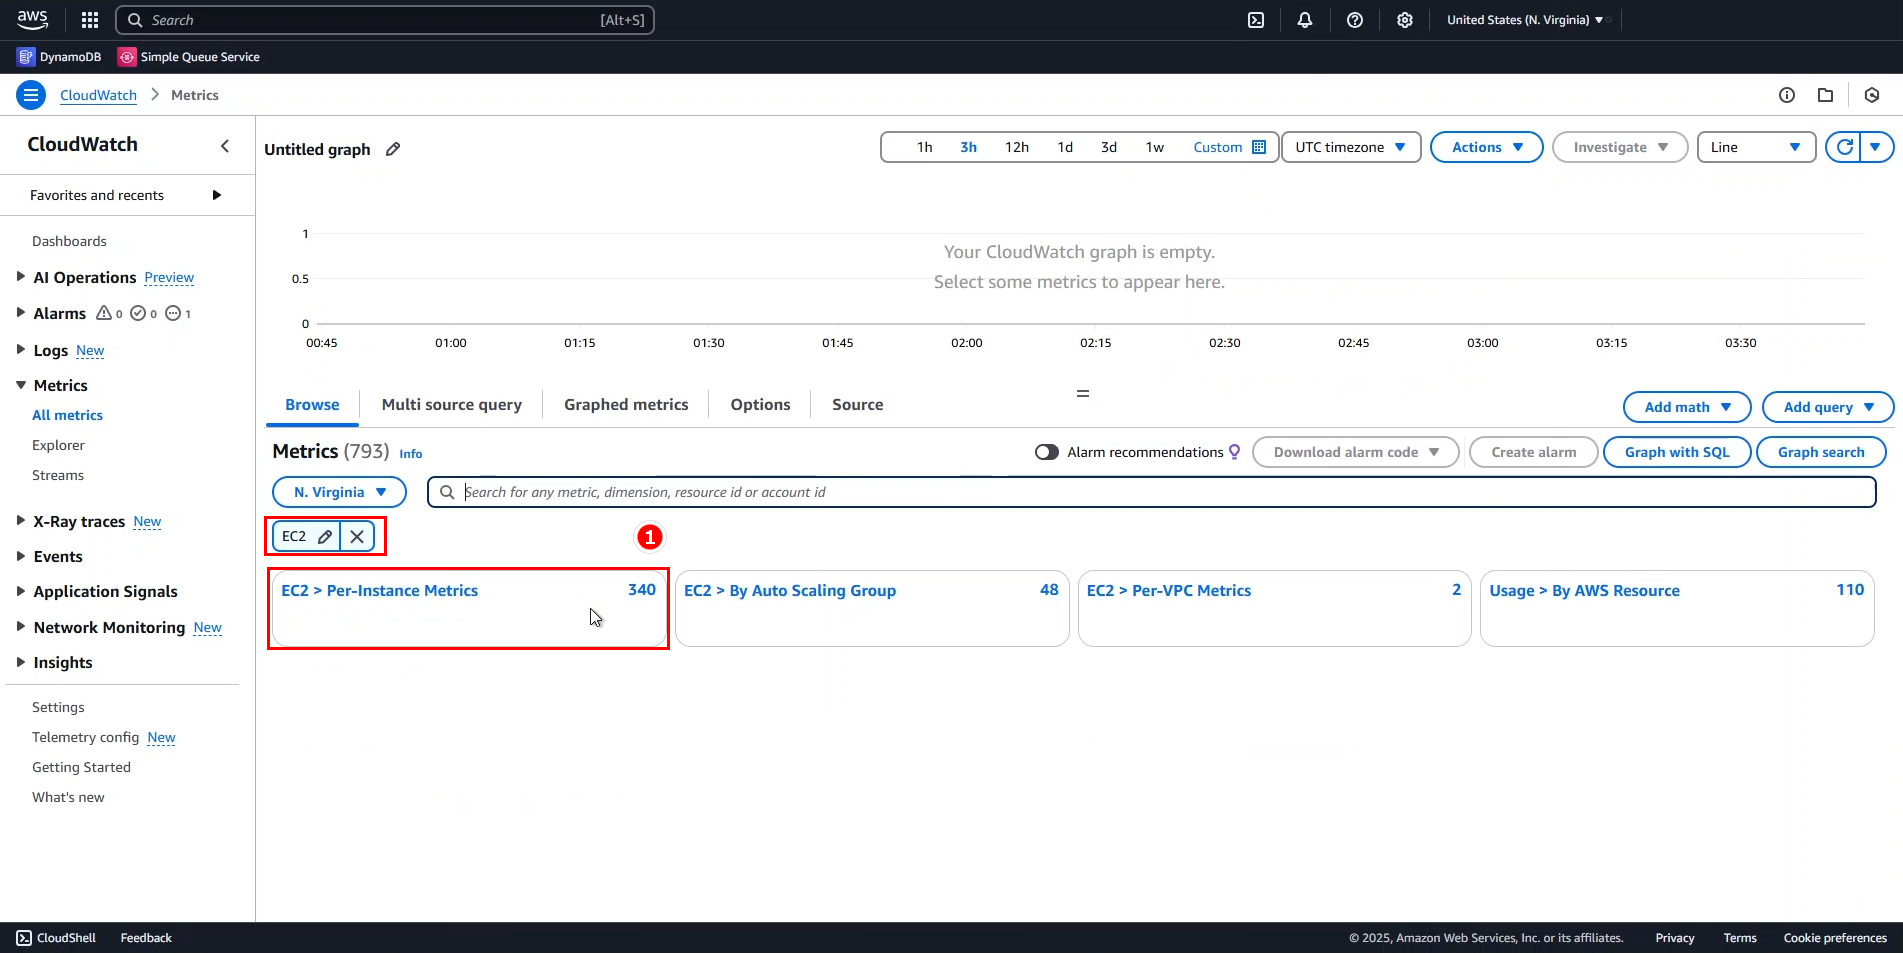 aws Search [Alt+S] United States (N. Virginia)
DynamoDB Simple Queue Service
CloudWatch > Metrics
CloudWatch
Favorites and recents
Dashboards
AI Operations Preview
Alarms 0 0 1
Logs New
Metrics
All metrics
Explorer
Streams
X-Ray traces New
Events
Application Signals
Network Monitoring New
Insights
Settings
Telemetry config New
Getting Started
What's new
Untitled graph
1h 3h 12h 1d 3d 1w Custom UTC timezone Actions Investigate Line
1
0.5
0
Your CloudWatch graph is empty.
Select some metrics to appear here.
00:45 01:00 01:15 01:30 01:45 02:00 02:15 02:30 02:45 03:00 03:15 03:30
Browse Multi source query Graphed metrics Options Source Add math Add query
Metrics (793) Info Alarm recommendations Download alarm code Create alarm Graph with SQL Graph search
N. Virginia Search for any metric, dimension, resource id or account id
EC2
1
EC2 > Per-Instance Metrics 340
EC2 > By Auto Scaling Group 48
EC2 > Per-VPC Metrics 2
Usage > By AWS Resource 110
CloudShell Feedback © 2025, Amazon Web Services, Inc. or its affiliates. Privacy Terms Cookie preferences